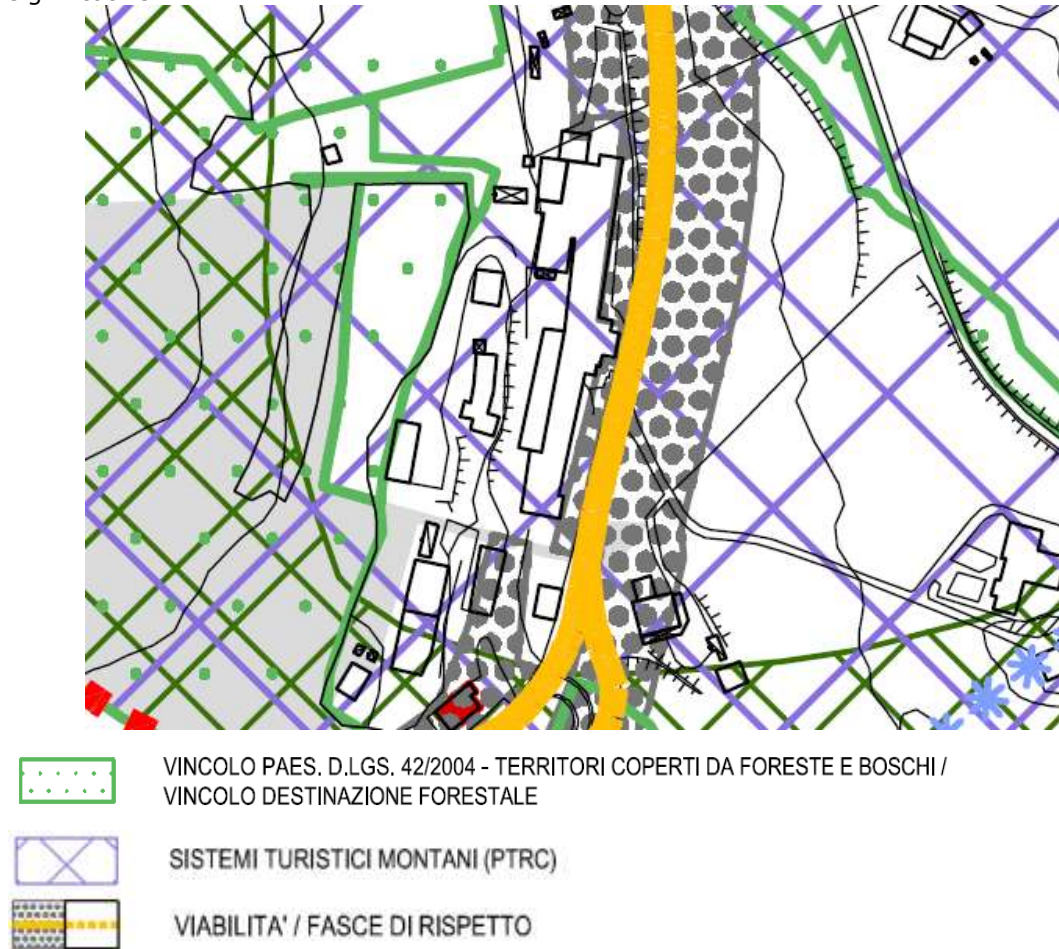 VINCOLO PAES. D.LGS. 42/2004 - TERRITORI COPERTI DA FORESTE E BOSCHI /
VINCOLO DESTINAZIONE FORESTALE
SISTEMI TURISTICI MONTANI (PTRC)
VIABILITA' / FASCE DI RISPETTO